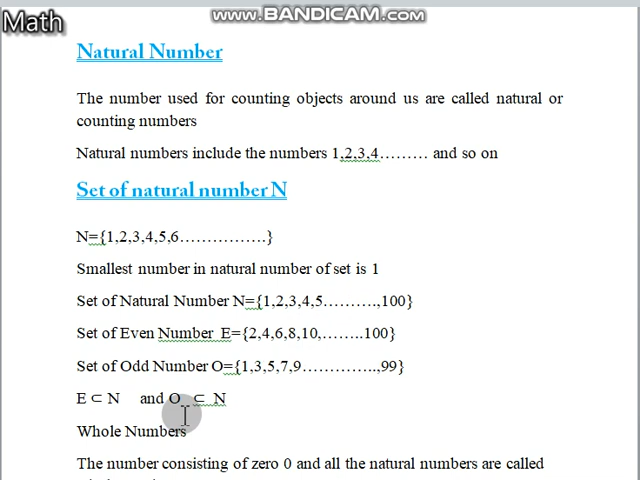 www.BANDICAM.com
Math
Natural Number
The number used for counting objects around us are called natural or
counting numbers
Natural numbers include the numbers 1,2,3,4……… and so on
Set of natural number N
N={1,2,3,4,5,6…………….}
Smallest number in natural number of set is 1
Set of Natural Number N={1,2,3,4,5……….,100}
Set of Even Number E={2,4,6,8,10,……..100}
Set of Odd Number O={1,3,5,7,9…………..,99}
E ⊂ N and O ⊂ N
Whole Numbers
The number consisting of zero 0 and all the natural numbers are called